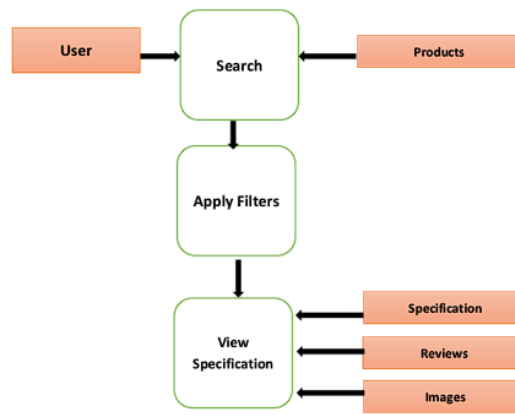 User
Search
Products
Apply Filters
View
Specification
Specification
Reviews
Images